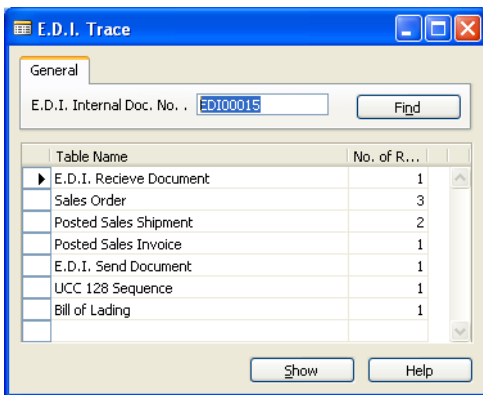 E.D.I. Trace
General
E.D.I. Internal Doc. No. . EDI00015 Find
Table Name No. of R...
E.D.I. Recieve Document 1
Sales Order 3
Posted Sales Shipment 2
Posted Sales Invoice 1
E.D.I. Send Document 1
UCC 128 Sequence 1
Bill of Lading 1
Show Help